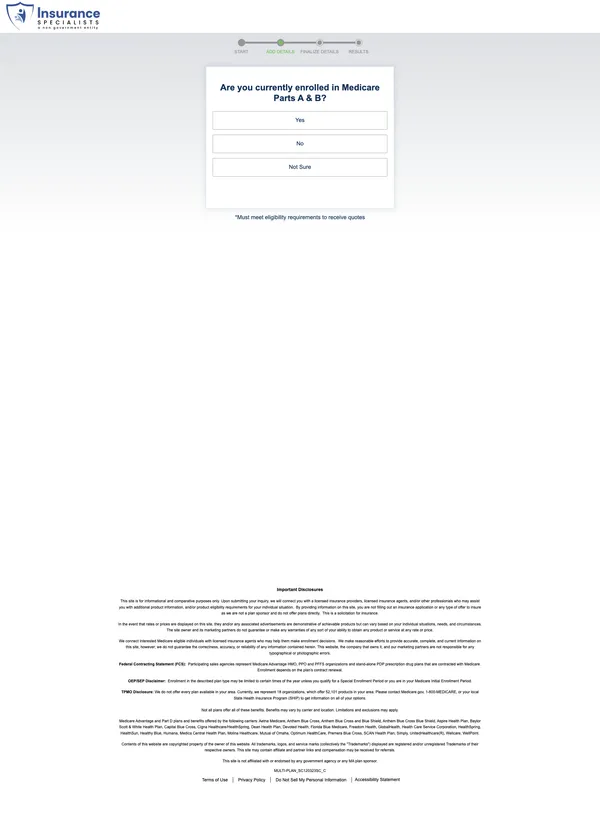 Insurance
SPECIALISTS
a non government entity
START
ADD DETAILS
FINALIZE DETAILS
RESULTS
Are you currently enrolled in Medicare
Parts A & B?
Yes
No
Not Sure
*Must meet eligibility requirements to receive quotes
Important Disclosures
This site is for informational and comparative purposes only. Upon submitting your inquiry, we will connect you with a licensed insurance providers, licensed insurance agents, and/or other professionals who may assist
you with additional product information, and/or product eligibility requirements for your individual situation. By providing information on this site, you are not filling out an insurance application or any type of offer to insure
as we are not a plan sponsor and do not offer plans directly. This is a solicitation for insurance.
In the event that rates or prices are displayed on this site, they and/or any associated advertisements are demonstrative of achievable products but can vary based on your individual situations, needs, and circumstances.
The site owner and its marketing partners do not guarantee or make any warranties of any sort of your ability to obtain any product or service at any rate or price.
We connect interested Medicare eligible individuals with licensed insurance agents who may help them make enrollment decisions. We make reasonable efforts to provide accurate, complete, and current information on
this site; however, we do not guarantee the correctness, accuracy, or reliability of any information contained herein. This website, the company that owns it, and our marketing partners are not responsible for any
typographical or photographic errors.
Federal Contracting Statement (FCS): Participating sales agencies represent Medicare Advantage HMO, PPO and PFFS organizations and stand-alone PDP prescription drug plans that are contracted with Medicare.
Enrollment depends on the plan's contract renewal.
OEP/SEP Disclaimer: Enrollment in the described plan type may be limited to certain times of the year unless you qualify for a Special Enrollment Period or you are in your Medicare Initial Enrollment Period.
TPMO Disclosure: We do not offer every plan available in your area. Currently, we represent 18 organizations, which offer 52,101 products in your area. Please contact Medicare.gov, 1-800-MEDICARE, or your local
State Health Insurance Program (SHIP) to get information on all of your options.
Not all plans offer all of these benefits. Benefits may vary by carrier and location. Limitations and exclusions may apply.
Medicare Advantage and Part D plans and benefits offered by the following carriers: Aetna Medicare, Anthem Blue Cross, Anthem Blue Cross and Blue Shield, Anthem Blue Cross Blue Shield, Aspire Health Plan, Baylor
Scott & White Health Plan, Capital Blue Cross, Cigna Healthcare/HealthSpring, Dean Health Plan, Devoted Health, Florida Blue Medicare, Freedom Health, GlobalHealth, Health Care Service Corporation, HealthSpring,
HealthSun, Healthy Blue, Humana, Medica Central Health Plan, Molina Healthcare, Mutual of Omaha, Optimum HealthCare, Premera Blue Cross, SCAN Health Plan, Simply, UnitedHealthcare(R), Wellcare, WellPoint.
Contents of this website are copyrighted property of the owner of this website. All trademarks, logos, and service marks (collectively the "Trademarks") displayed are registered and/or unregistered Trademarks of their
respective owners. This site may contain affiliate and partner links and compensation may be received for referrals.
This site is not affiliated with or endorsed by any government agency or any MA plan sponsor.
MULTI-PLAN_SC120323SC_C
Terms of Use | Privacy Policy | Do Not Sell My Personal Information | Accessibility Statement